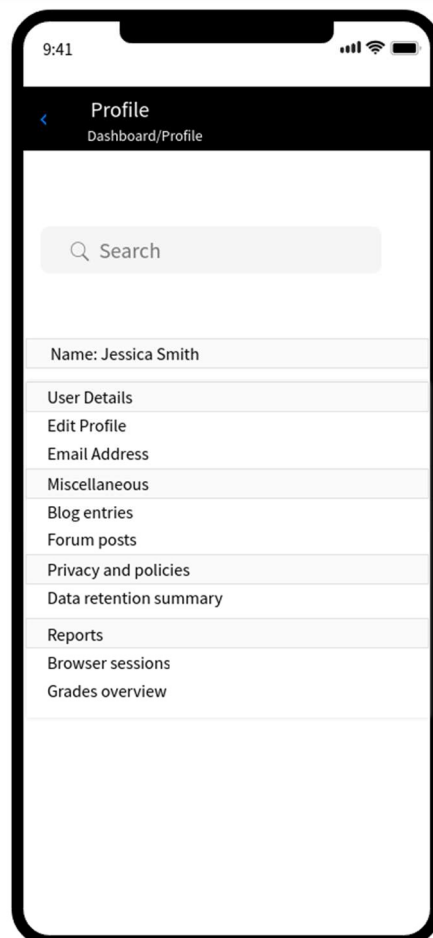 9:41
Profile
Dashboard/Profile
Search
Name: Jessica Smith
User Details
Edit Profile
Email Address
Miscellaneous
Blog entries
Forum posts
Privacy and policies
Data retention summary
Reports
Browser sessions
Grades overview